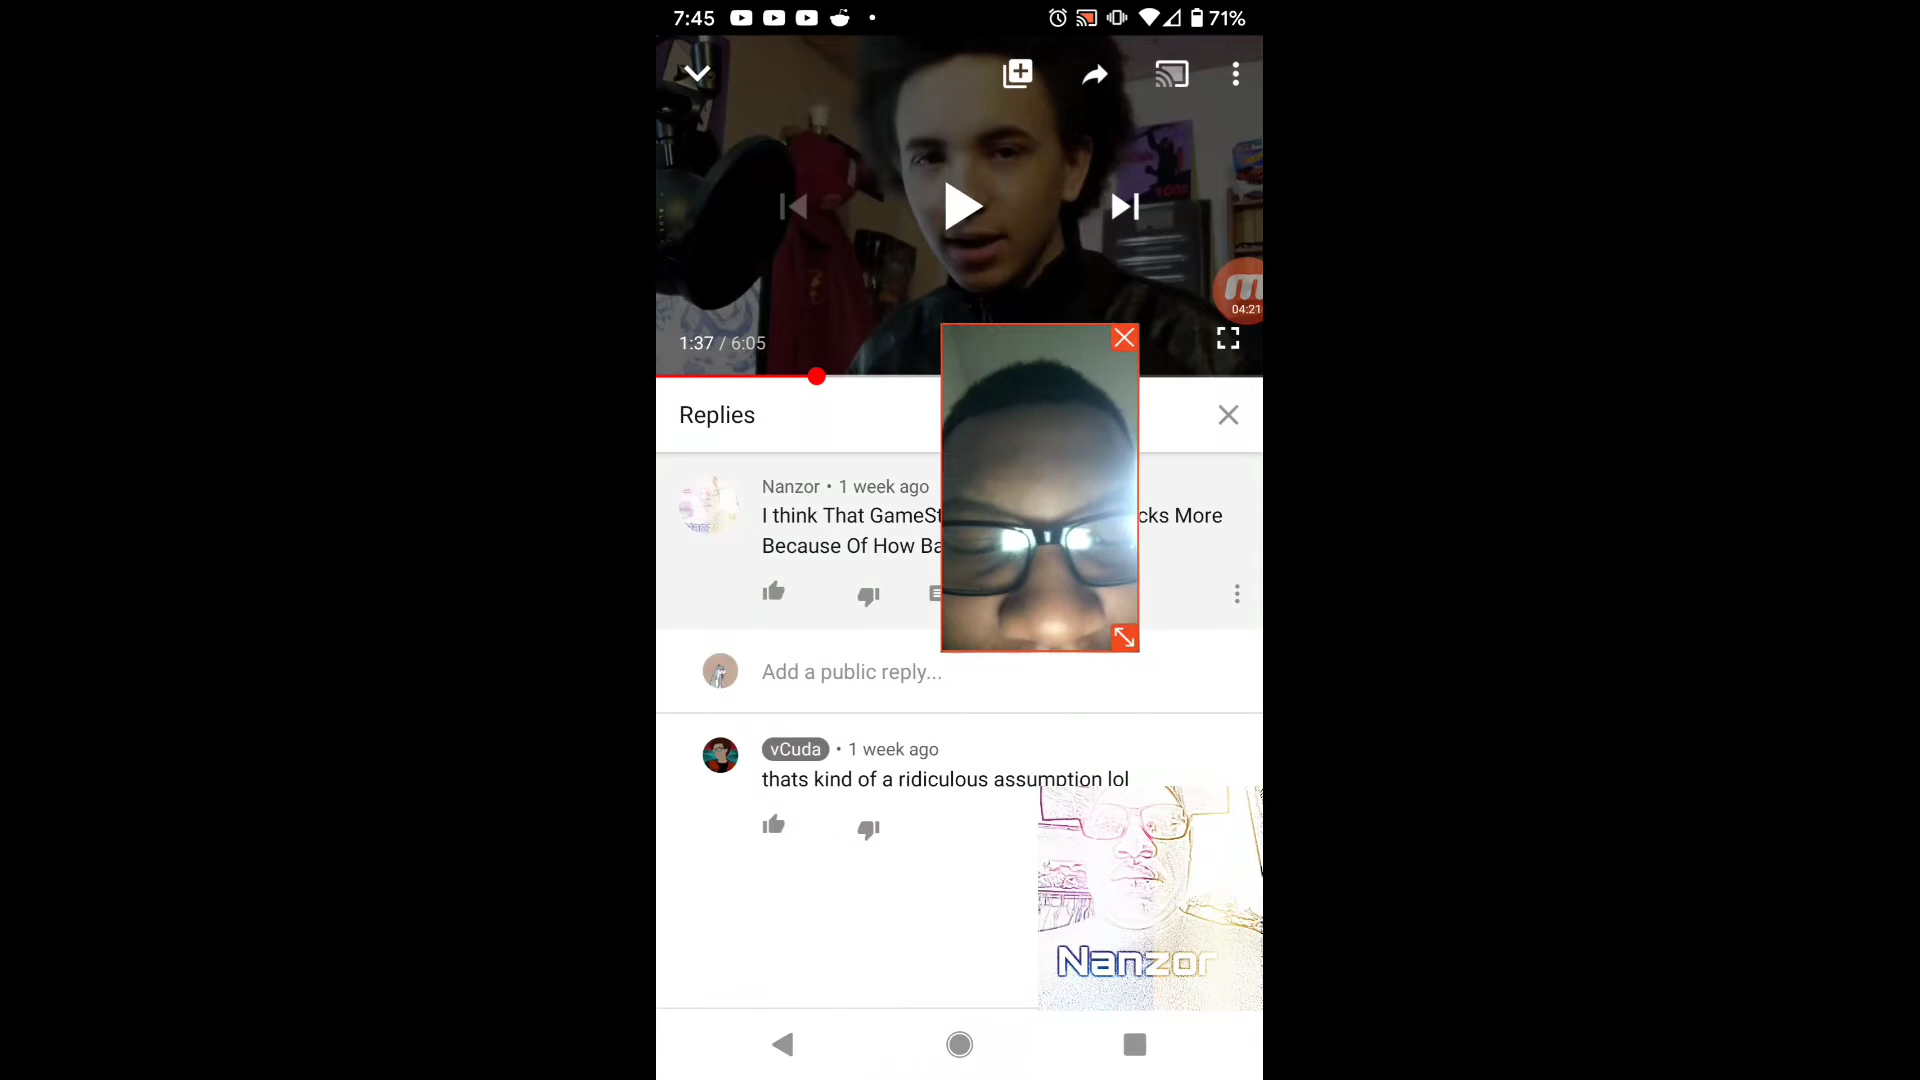 7:45
71%
04:21
1:37 / 6:05
Replies
Nanzor • 1 week ago
I think That GameSt cks More
Because Of How Ba
Add a public reply...
vCuda • 1 week ago
thats kind of a ridiculous assumption lol
Nanzor